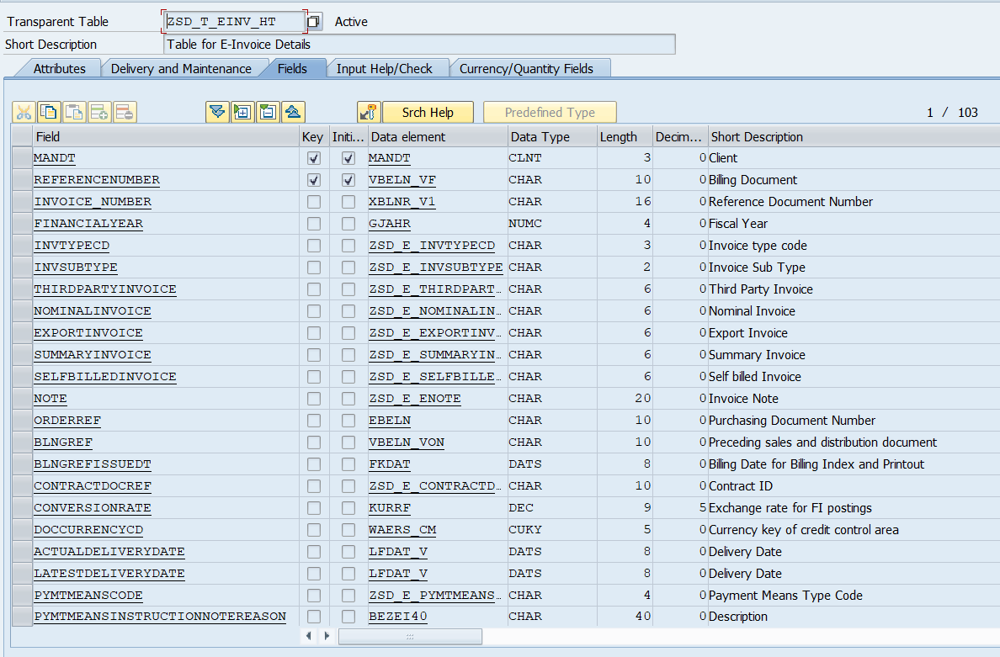 Transparent Table ZSD_T_EINV_HT Active
Short Description Table for E-Invoice Details
Attributes Delivery and Maintenance Fields Input Help/Check Currency/Quantity Fields
Srch Help Predefined Type 1 / 103
Field Key Initi... Data element Data Type Length Decim... Short Description
MANDT MANDT CLNT 3 0 Client
REFERENCENUMBER VBELN_VF CHAR 10 0 Billing Document
INVOICE_NUMBER XBLNR_V1 CHAR 16 0 Reference Document Number
FINANCIALYEAR GJAHR NUMC 4 0 Fiscal Year
INVTYPECD ZSD_E_INVTYPECD CHAR 3 0 Invoice type code
INVSUBTYPE ZSD_E_INVSUBTYPE CHAR 2 0 Invoice Sub Type
THIRDPARTYINVOICE ZSD_E_THIRDPART... CHAR 6 0 Third Party Invoice
NOMINALINVOICE ZSD_E_NOMINALIN... CHAR 6 0 Nominal Invoice
EXPORTINVOICE ZSD_E_EXPORTINV... CHAR 6 0 Export Invoice
SUMMARYINVOICE ZSD_E_SUMMARYIN... CHAR 6 0 Summary Invoice
SELFBILLEDINVOICE ZSD_E_SELFBILLE... CHAR 6 0 Self billed Invoice
NOTE ZSD_E_ENOTE CHAR 20 0 Invoice Note
ORDERREF EBELN CHAR 10 0 Purchasing Document Number
BLNGREF VBELN_VON CHAR 10 0 Preceding sales and distribution document
BLNGREFISSUEDT FKDAT DATS 8 0 Billing Date for Billing Index and Printout
CONTRACTDOCREF ZSD_E_CONTRACTD... CHAR 10 0 Contract ID
CONVERSIONRATE KURRF DEC 9 5 Exchange rate for FI postings
DOCCURRENCYCD WAERS_CM CUKY 5 0 Currency key of credit control area
ACTUALDELIVERYDATE LFDAT_V DATS 8 0 Delivery Date
LATESTDELIVERYDATE LFDAT_V DATS 8 0 Delivery Date
PYMTMEANSCODE ZSD_E_PYMTMEANS... CHAR 4 0 Payment Means Type Code
PYMTMEANSINSTRUCTIONNOTEREASON BEZEI40 CHAR 40 0 Description